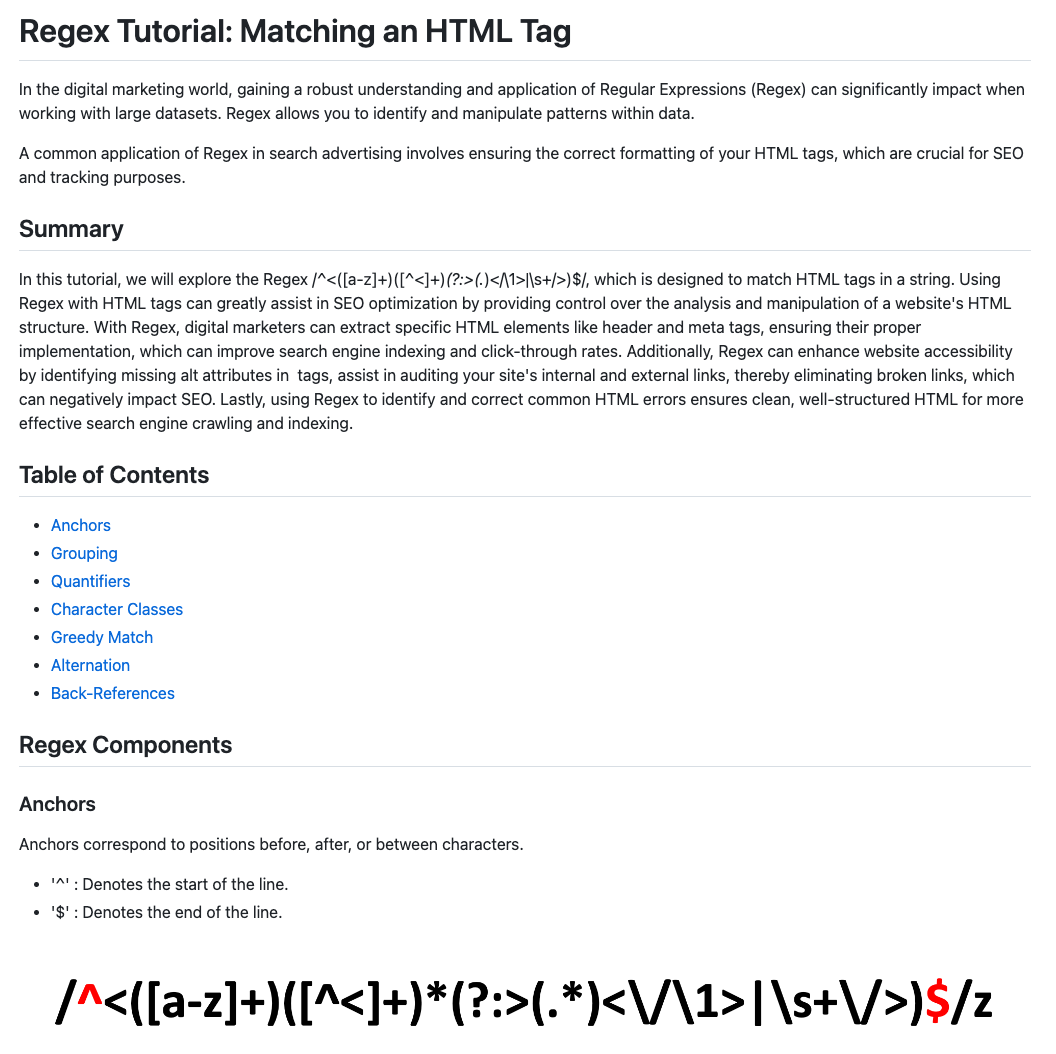 Regex Tutorial: Matching an HTML Tag
In the digital marketing world, gaining a robust understanding and application of Regular Expressions (Regex) can significantly impact when
working with large datasets. Regex allows you to identify and manipulate patterns within data.
A common application of Regex in search advertising involves ensuring the correct formatting of your HTML tags, which are crucial for SEO
and tracking purposes.
Summary
In this tutorial, we will explore the Regex /^<([a-z]+)([^<]+)(?:>(.)</\1>|\s+/>)$/, which is designed to match HTML tags in a string. Using
Regex with HTML tags can greatly assist in SEO optimization by providing control over the analysis and manipulation of a website's HTML
structure. With Regex, digital marketers can extract specific HTML elements like header and meta tags, ensuring their proper
implementation, which can improve search engine indexing and click-through rates. Additionally, Regex can enhance website accessibility
by identifying missing alt attributes in  tags, assist in auditing your site's internal and external links, thereby eliminating broken links, which
can negatively impact SEO. Lastly, using Regex to identify and correct common HTML errors ensures clean, well-structured HTML for more
effective search engine crawling and indexing.
Table of Contents
• Anchors
• Grouping
• Quantifiers
• Character Classes
• Greedy Match
• Alternation
• Back-References
Regex Components
Anchors
Anchors correspond to positions before, after, or between characters.
• '^' : Denotes the start of the line.
• '$' : Denotes the end of the line.
/^<([a-z]+)([^<]+)*(?:>(.*)<\/\1>|\s+\/>)$/z